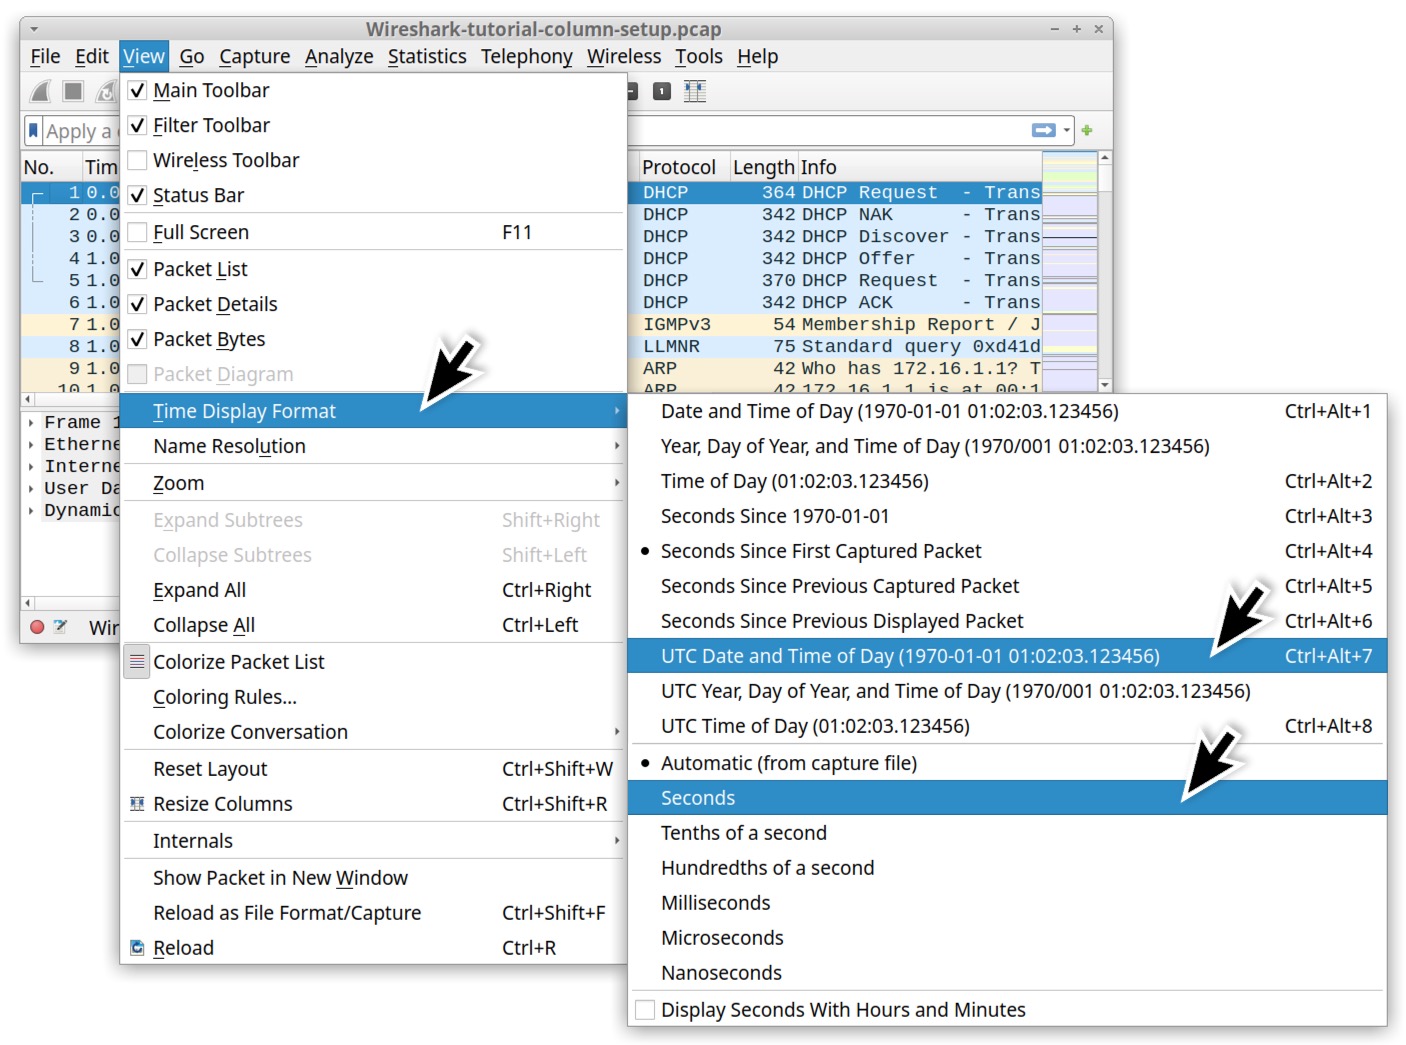 Wireshark-tutorial-column-setup.pcap
File Edit View Go Capture Analyze Statistics Telephony Wireless Tools Help
Apply a
No. Tim Protocol Length Info
1 0.0 DHCP 364 DHCP Request - Trans
2 0.0 DHCP 342 DHCP NAK - Trans
3 0.0 DHCP 342 DHCP Discover - Trans
4 1.0 DHCP 342 DHCP Offer - Trans
5 1.0 DHCP 370 DHCP Request - Trans
6 1.0 DHCP 342 DHCP ACK - Trans
7 1.0 IGMPv3 54 Membership Report / J
8 1.0 LLMNR 75 Standard query 0xd41d
9 1.0 ARP 42 Who has 172.16.1.1? T
10 1.0 ARP 42 172.16.1.1 is at 00:1
Frame 1
Etherne
Interne
User Da
Dynamic
Wir
Main Toolbar
Filter Toolbar
Wireless Toolbar
Status Bar
Full Screen F11
Packet List
Packet Details
Packet Bytes
Packet Diagram
Time Display Format
Name Resolution
Zoom
Expand Subtrees Shift+Right
Collapse Subtrees Shift+Left
Expand All Ctrl+Right
Collapse All Ctrl+Left
Colorize Packet List
Coloring Rules...
Colorize Conversation
Reset Layout Ctrl+Shift+W
Resize Columns Ctrl+Shift+R
Internals
Show Packet in New Window
Reload as File Format/Capture Ctrl+Shift+F
Reload Ctrl+R
Date and Time of Day (1970-01-01 01:02:03.123456) Ctrl+Alt+1
Year, Day of Year, and Time of Day (1970/001 01:02:03.123456)
Time of Day (01:02:03.123456) Ctrl+Alt+2
Seconds Since 1970-01-01 Ctrl+Alt+3
Seconds Since First Captured Packet Ctrl+Alt+4
Seconds Since Previous Captured Packet Ctrl+Alt+5
Seconds Since Previous Displayed Packet Ctrl+Alt+6
UTC Date and Time of Day (1970-01-01 01:02:03.123456) Ctrl+Alt+7
UTC Year, Day of Year, and Time of Day (1970/001 01:02:03.123456)
UTC Time of Day (01:02:03.123456) Ctrl+Alt+8
Automatic (from capture file)
Seconds
Tenths of a second
Hundredths of a second
Milliseconds
Microseconds
Nanoseconds
Display Seconds With Hours and Minutes